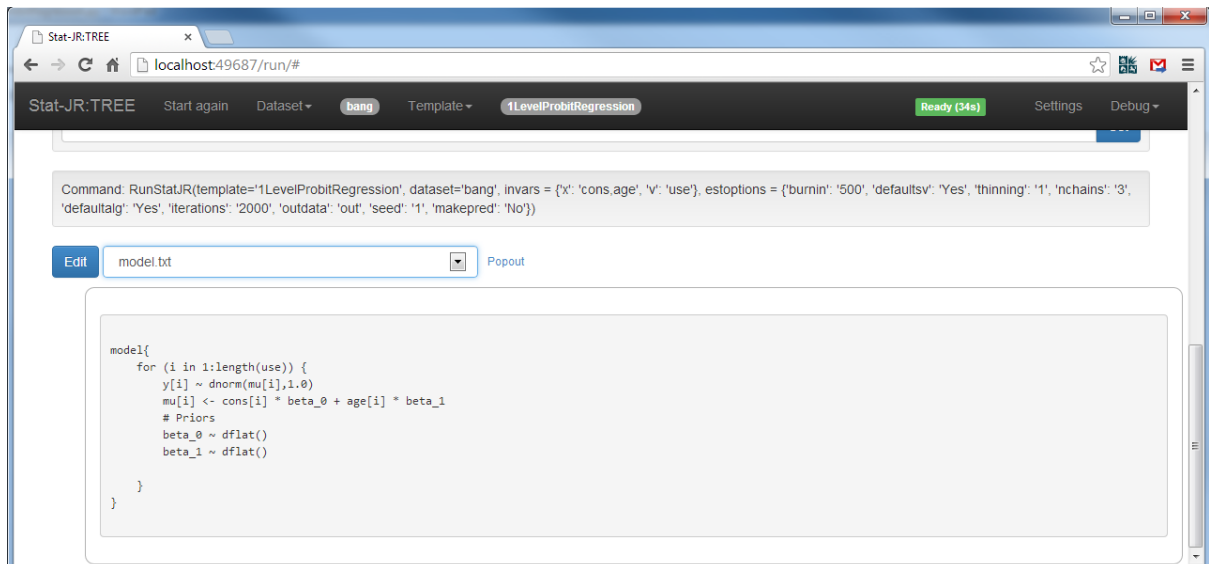 Stat-JR:TREE
localhost:49687/run/#
Stat-JR:TREE Start again Dataset bang Template 1LevelProbitRegression Ready (34s) Settings Debug
Command: RunStatJR(template='1LevelProbitRegression', dataset='bang', invars = {'x': 'cons,age', 'v': 'use'}, estoptions = {'burnin': '500', 'defaultsv': 'Yes', 'thinning': '1', 'nchains': '3',
'defaultalg': 'Yes', 'iterations': '2000', 'outdata': 'out', 'seed': '1', 'makepred': 'No'})
Edit model.txt Popout
model{
for (i in 1:length(use)) {
y[i] ~ dnorm(mu[i],1.0)
mu[i] <- cons[i] * beta_0 + age[i] * beta_1
# Priors
beta_0 ~ dflat()
beta_1 ~ dflat()
}
}